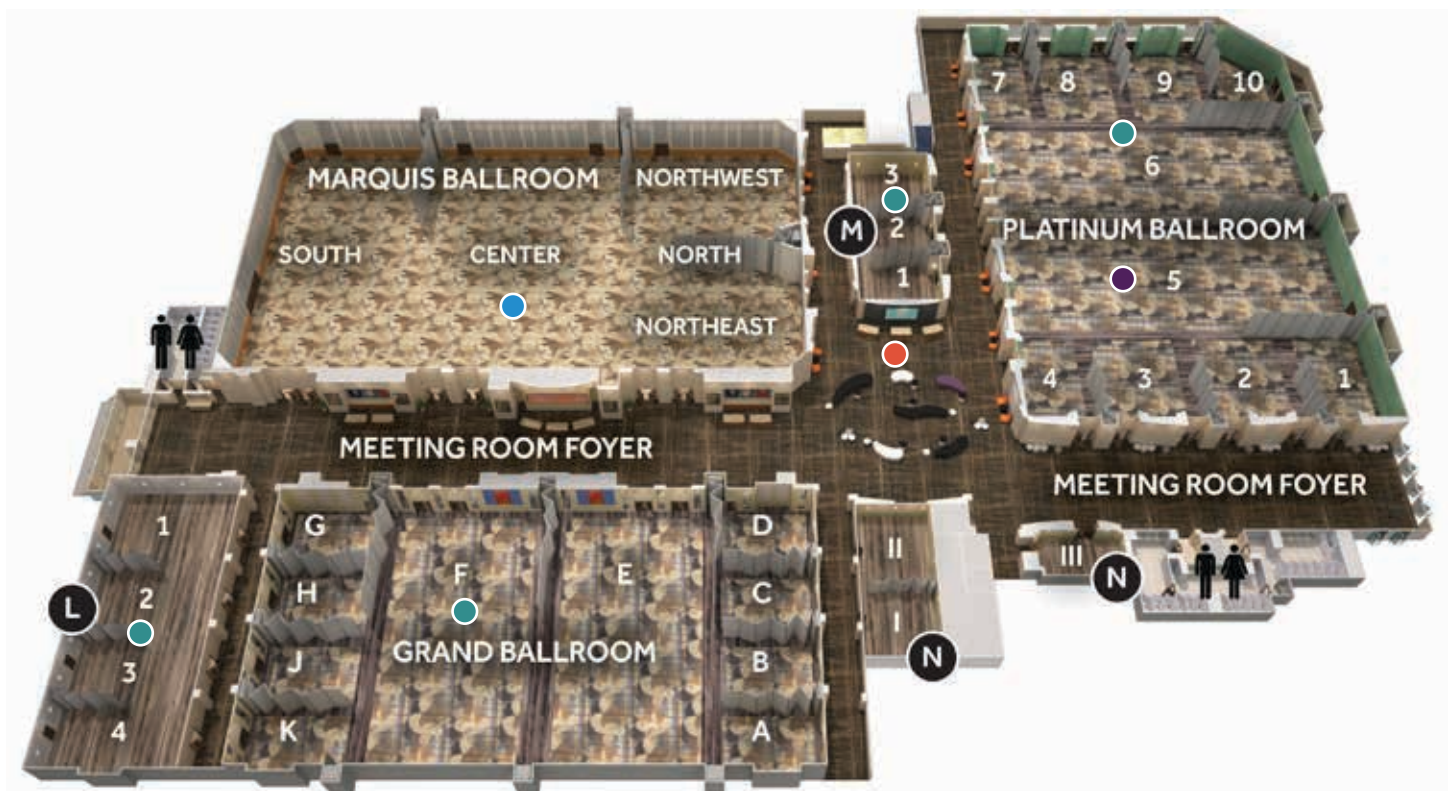 7 8 9 10
6
PLATINUM BALLROOM
5
4 3 2 1
MARQUIS BALLROOM
NORTHWEST
SOUTH
CENTER
NORTH
NORTHEAST
3
M
2
1
MEETING ROOM FOYER
MEETING ROOM FOYER
1
L
2
3
4
G
H
J
K
F
E
GRAND BALLROOM
D
C
B
A
II
I
N
III
N